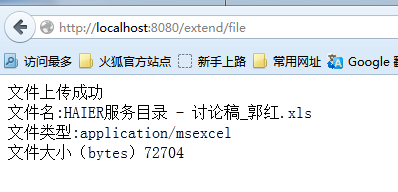 http://localhost:8080/extend/file
访问最多 火狐官方站点 新手上路 常用网址 Google
文件上传成功
文件名:HAIER服务目录 - 讨论稿_郭红.xls
文件类型:application/msexcel
文件大小（bytes）72704